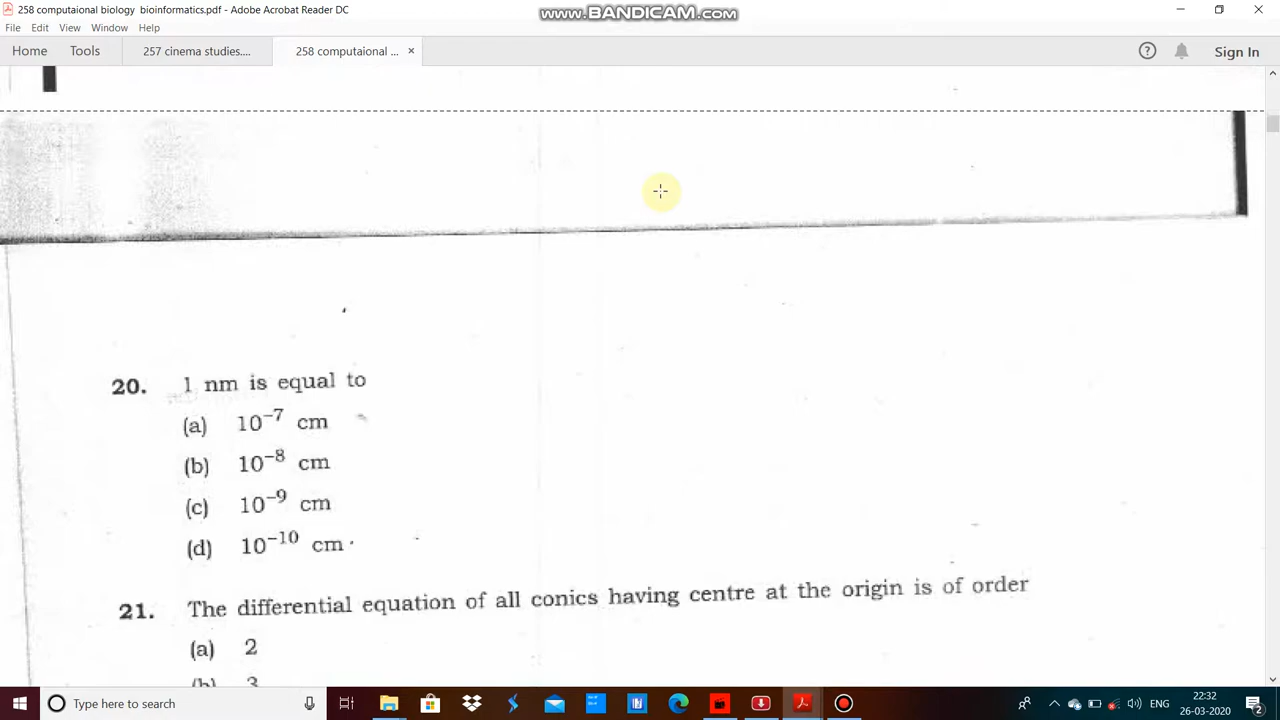 258 computaional biology bioinformatics.pdf - Adobe Acrobat Reader DC
www.BANDICAM.com
File Edit View Window Help
Home Tools 257 cinema studies.... 258 computaional ... × ? Sign In
20. 1 nm is equal to
(a) 10⁻⁷ cm
(b) 10⁻⁸ cm
(c) 10⁻⁹ cm
(d) 10⁻¹⁰ cm
21. The differential equation of all conics having centre at the origin is of order
(a) 2
(b) 3
Type here to search
ENG
22:32
26-03-2020
2